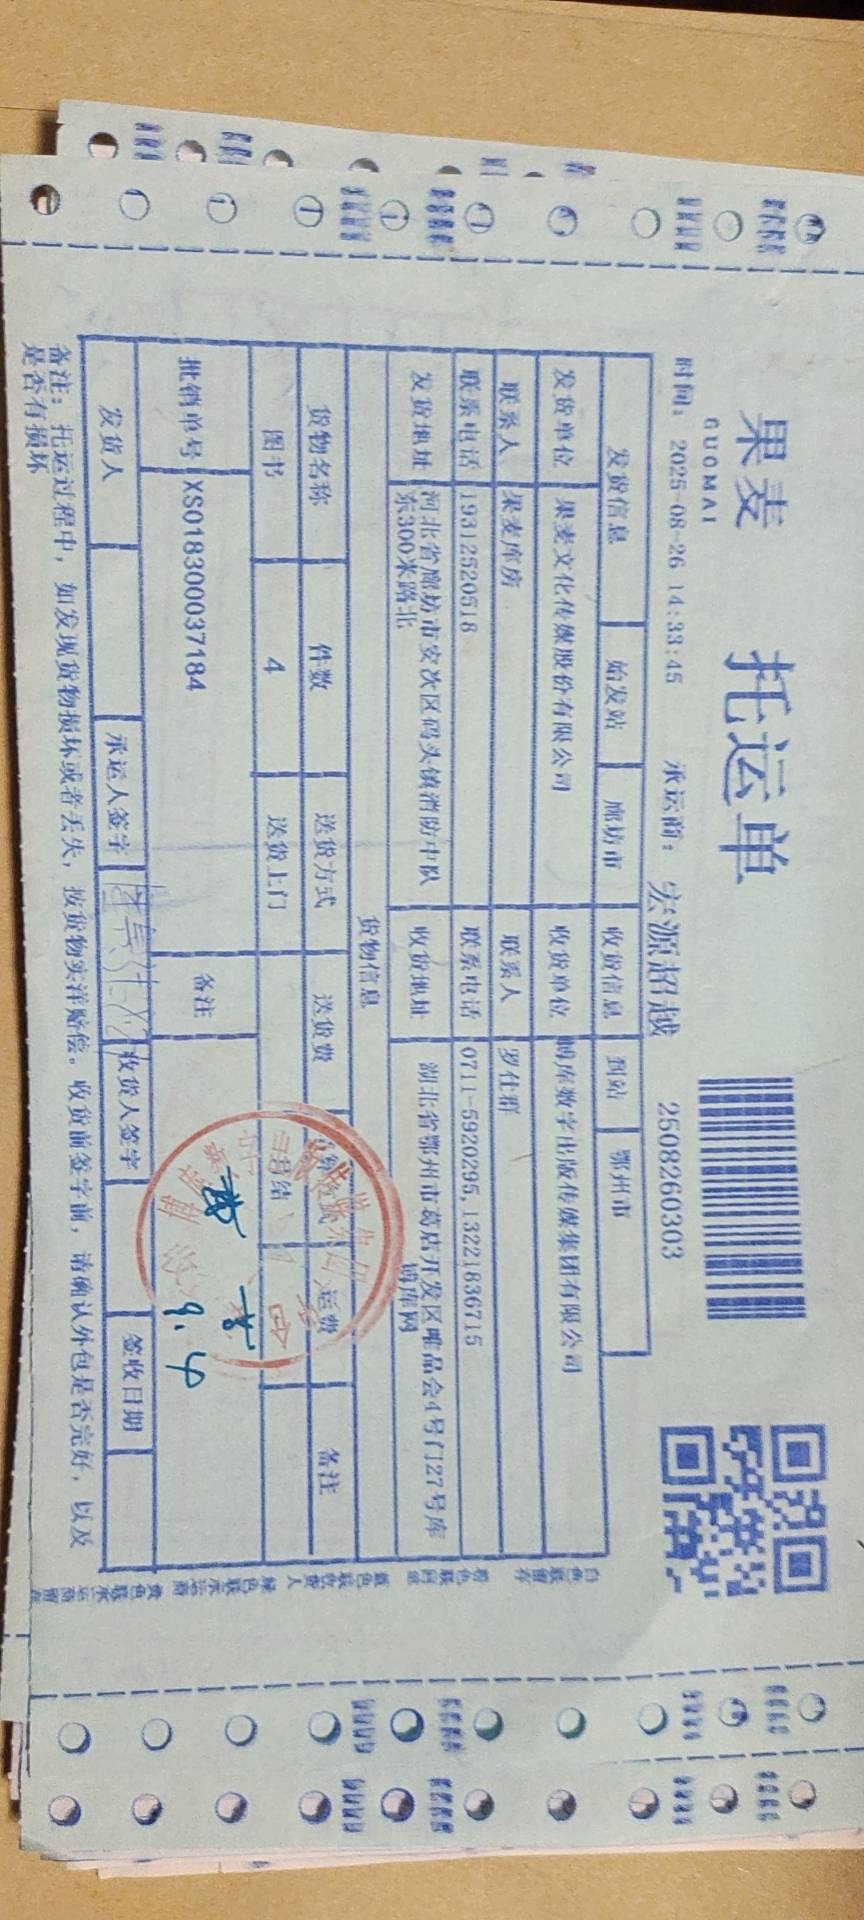 果麦
GUOMAI
托运单
时间：2025-08-26 14:33:45 承运商：宏源超越 2508260303
发货信息 始发站 廊坊市 收货信息 到站 鄂州市
发货单位 果麦文化传媒股份有限公司 收货单位 博库数字出版传媒集团有限公司
联系人 果麦库房 联系人 罗仕群
联系电话 19312520518 联系电话 0711-5920295,13221836715
发货地址 河北省廊坊市安次区码头镇消防中队东300米路北 收货地址 湖北省鄂州市葛店开发区唯品会4号门27号库博库网
货物信息
货物名称 件数 送货方式 送货费 运费 备注
图书 4 送货上门 月结
批销单号 XS018300037184 备注
9.4
发货人 承运人签字 收货人签字 签收日期
备注：托运过程中，如发现货物损坏或者丢失，按货物实洋赔偿。收货前签字前，请确认外包是否完好，以及
是否有损坏